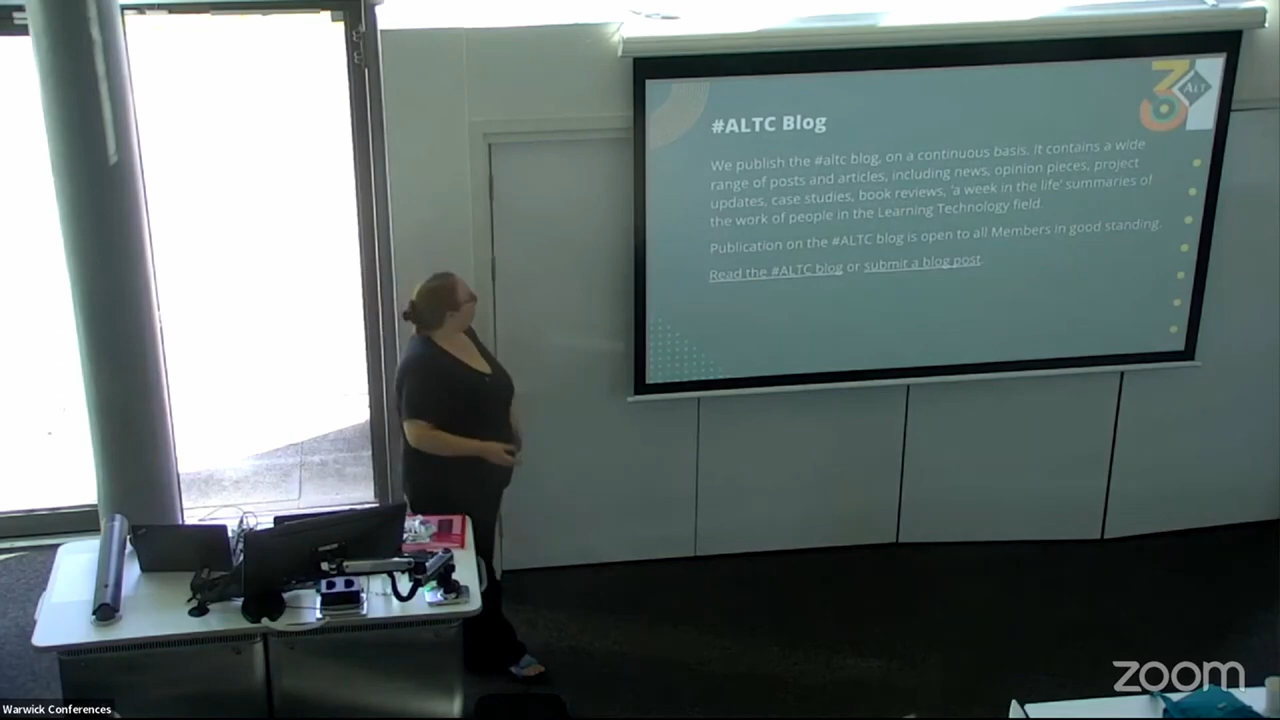 #ALTC Blog
ALT
We publish the #altc blog, on a continuous basis. It contains a wide
range of posts and articles, including news, opinion pieces, project
updates, case studies, book reviews, 'a week in the life' summaries of
the work of people in the Learning Technology field.
Publication on the #ALTC blog is open to all Members in good standing.
Read the #ALTC blog or submit a blog post.
zoom
Warwick Conferences